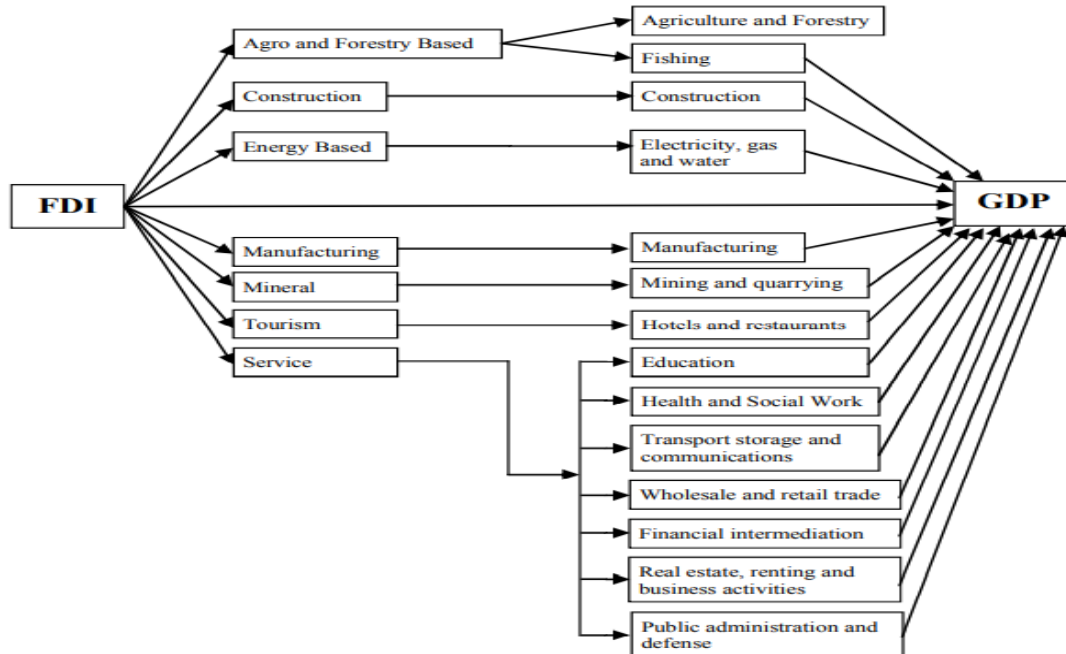 Agriculture and Forestry
Agro and Forestry Based
Fishing
Construction
Construction
Energy Based
Electricity, gas
and water
FDI
GDP
Manufacturing
Manufacturing
Mineral
Mining and quarrying
Tourism
Hotels and restaurants
Service
Education
Health and Social Work
Transport storage and
communications
Wholesale and retail trade
Financial intermediation
Real estate, renting and
business activities
Public administration and
defense